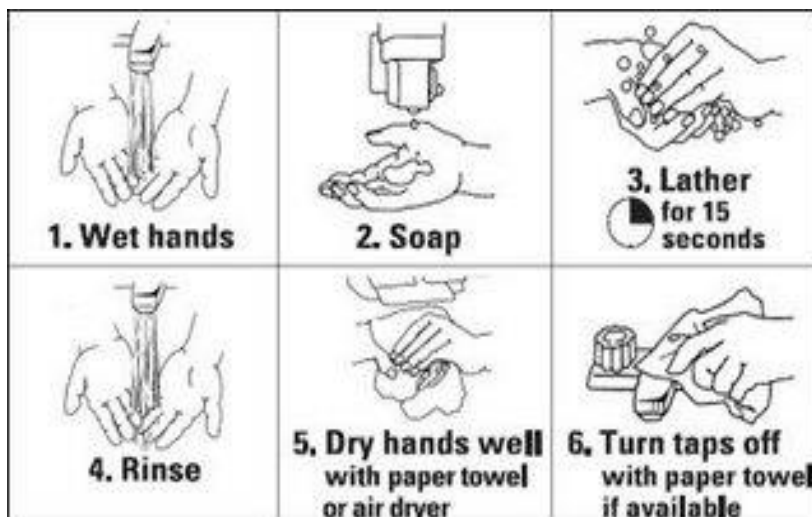 1. Wet hands
2. Soap
3. Lather
for 15
seconds
4. Rinse
5. Dry hands well
with paper towel
or air dryer
6. Turn taps off
with paper towel
if available